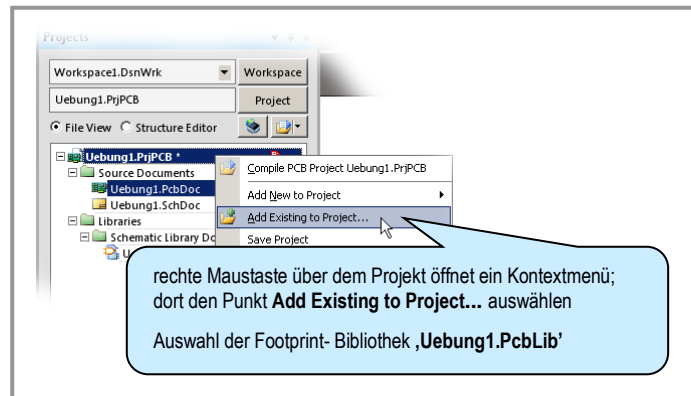 Projects
Workspace1.DsnWrk Workspace
Uebung1.PrjPCB Project
File View Structure Editor
Uebung1.PrjPCB *
Compile PCB Project Uebung1.PrjPCB
Source Documents
Uebung1.PcbDoc
Add New to Project
Uebung1.SchDoc
Add Existing to Project...
Libraries
Schematic Library Do
Save Project
rechte Maustaste über dem Projekt öffnet ein Kontextmenü;
dort den Punkt Add Existing to Project... auswählen
Auswahl der Footprint- Bibliothek ‚Uebung1.PcbLib’